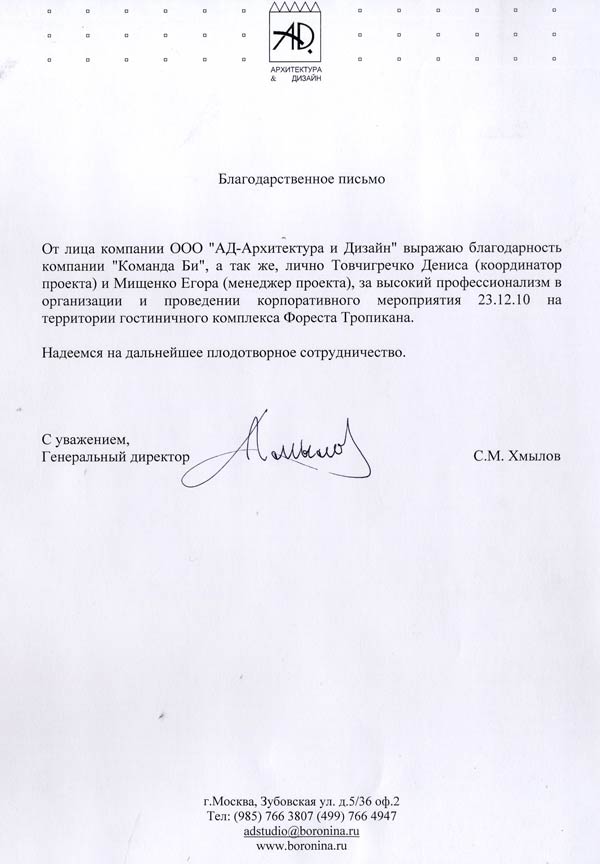 АД
АРХИТЕКТУРА
& ДИЗАЙН
Благодарственное письмо
От лица компании ООО "АД-Архитектура и Дизайн" выражаю благодарность
компании "Команда Би", а так же, лично Товчигречко Дениса (координатор
проекта) и Мищенко Егора (менеджер проекта), за высокий профессионализм в
организации и проведении корпоративного мероприятия 23.12.10 на
территории гостиничного комплекса Фореста Тропикана.
Надеемся на дальнейшее плодотворное сотрудничество.
С уважением,
Генеральный директор
С.М. Хмылов
г.Москва, Зубовская ул. д.5/36 оф.2
Тел: (985) 766 3807 (499) 766 4947
adstudio@boronina.ru
www.boronina.ru